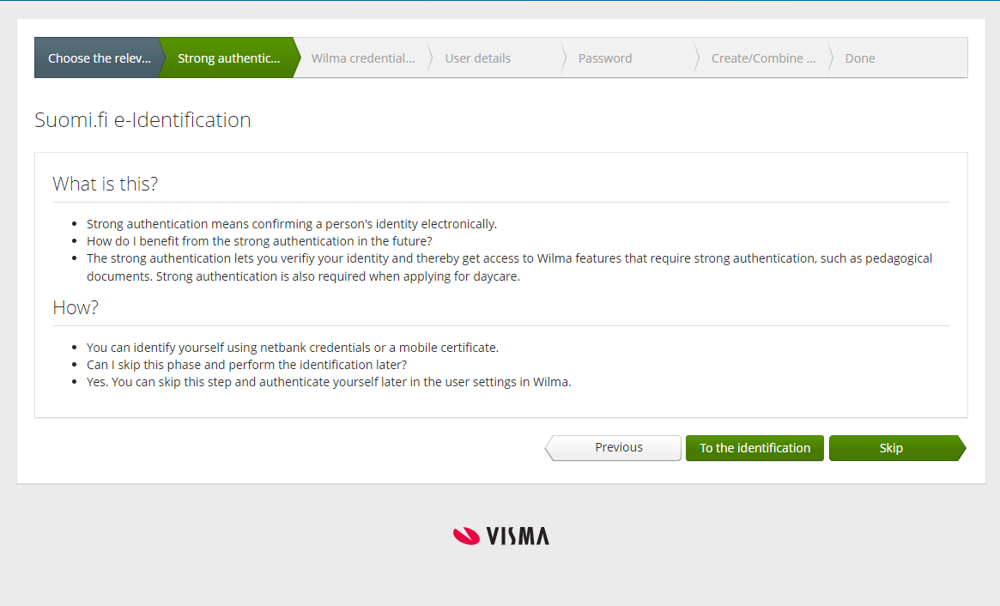 Choose the relev...
Strong authentic...
Wilma credential...
User details
Password
Create/Combine ...
Done
Suomi.fi e-Identification
What is this?
Strong authentication means confirming a person's identity electronically.
How do I benefit from the strong authentication in the future?
The strong authentication lets you verifiy your identity and thereby get access to Wilma features that require strong authentication, such as pedagogical
documents. Strong authentication is also required when applying for daycare.
How?
You can identify yourself using netbank credentials or a mobile certificate.
Can I skip this phase and perform the identification later?
Yes. You can skip this step and authenticate yourself later in the user settings in Wilma.
Previous
To the identification
Skip
VISMA